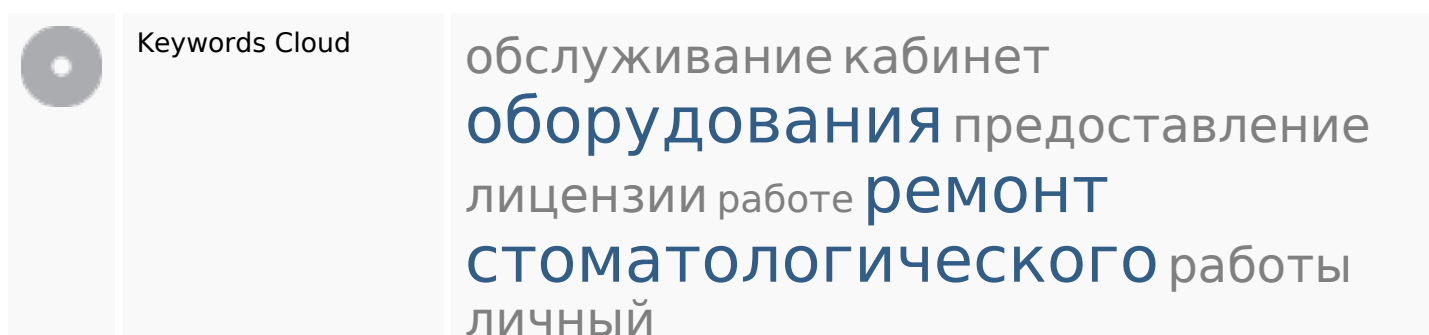 Keywords Cloud
обслуживание кабинет
оборудования предоставление
лицензии работе ремонт
стоматологического работы
личный